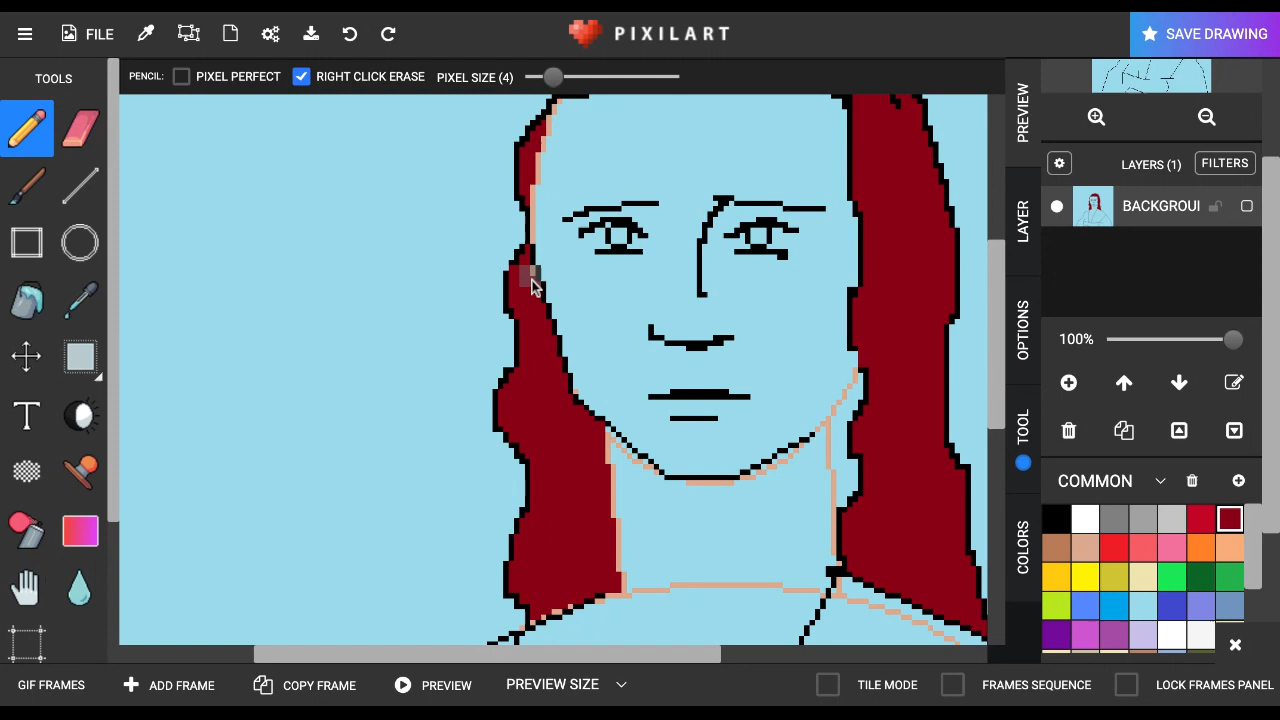 FILE
PIXILART
SAVE DRAWING
TOOLS
PENCIL:
PIXEL PERFECT
RIGHT CLICK ERASE
PIXEL SIZE (4)
PREVIEW
LAYER
OPTIONS
TOOL
COLORS
LAYERS (1)
FILTERS
BACKGROUI
100%
COMMON
GIF FRAMES
ADD FRAME
COPY FRAME
PREVIEW
PREVIEW SIZE
TILE MODE
FRAMES SEQUENCE
LOCK FRAMES PANEL